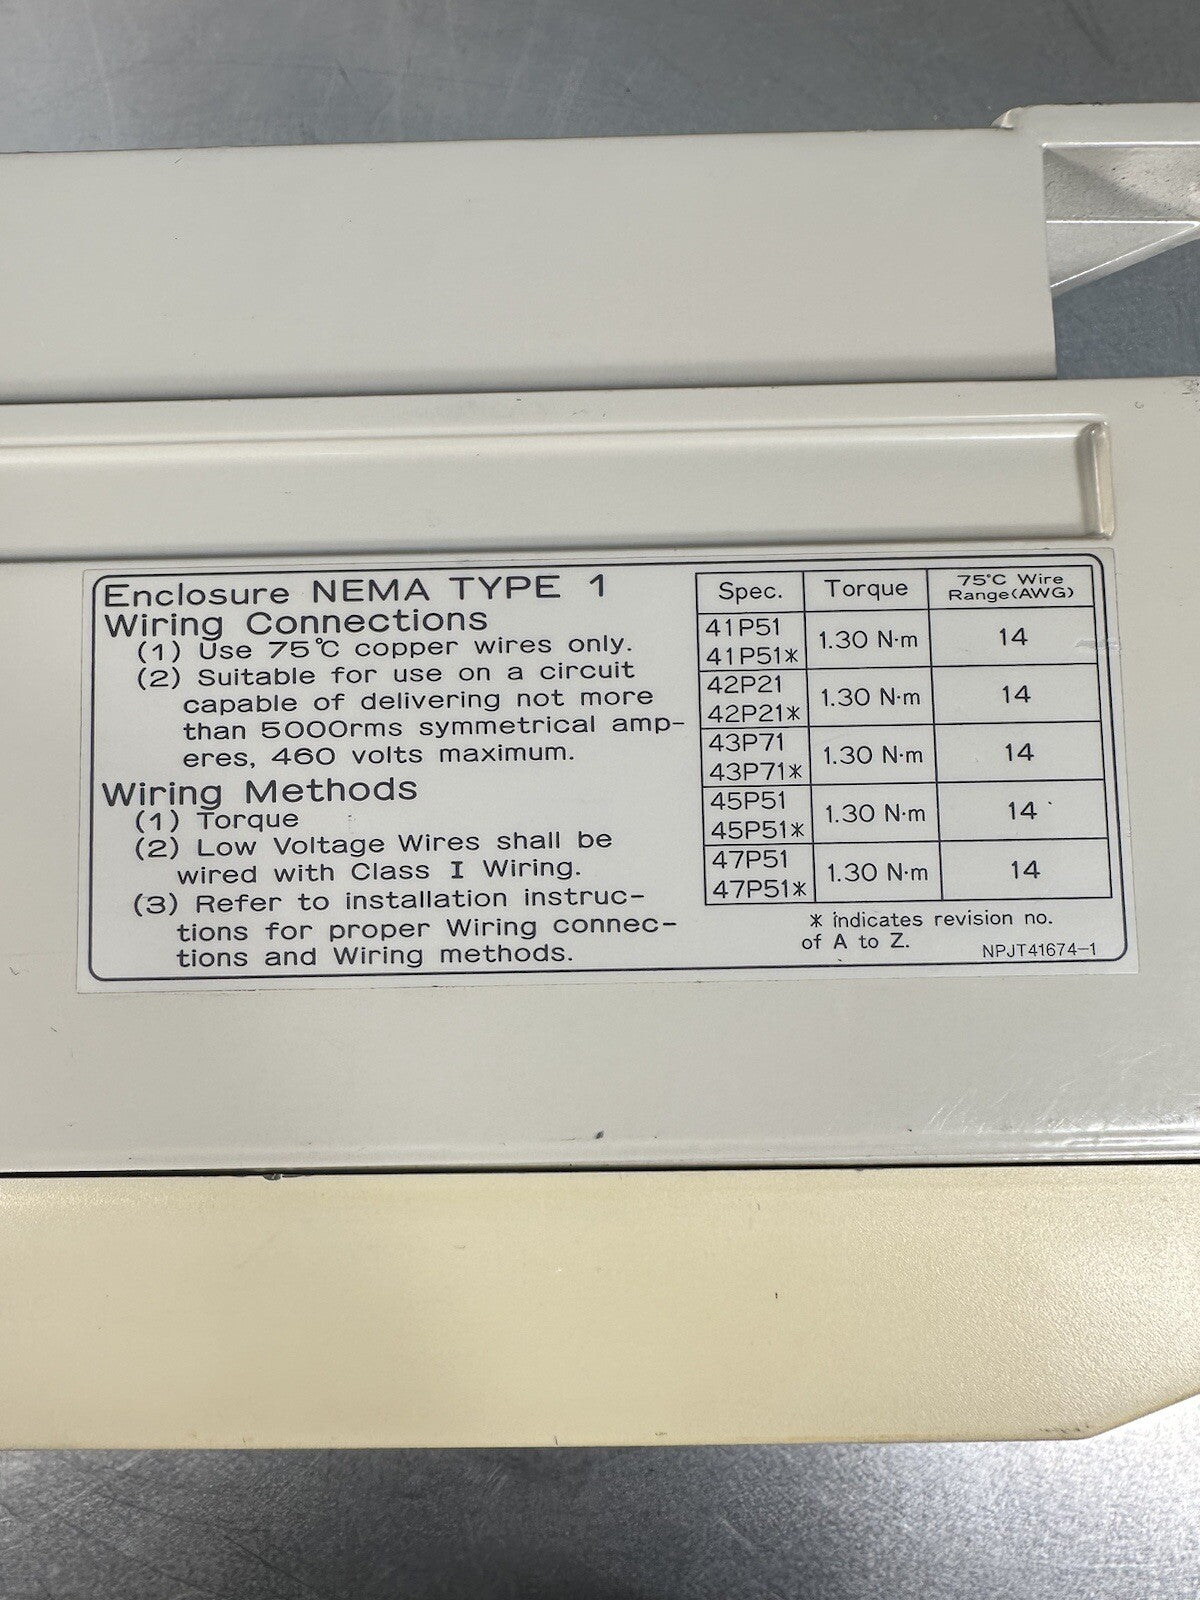 Enclosure NEMA TYPE 1
Wiring Connections
(1) Use 75°C copper wires only.
(2) Suitable for use on a circuit
capable of delivering not more
than 5000rms symmetrical amp-
eres, 460 volts maximum.
Wiring Methods
(1) Torque
(2) Low Voltage Wires shall be
wired with Class I Wiring.
(3) Refer to installation instruc-
tions for proper Wiring connec-
tions and Wiring methods.
Spec. Torque 75°C Wire Range(AWG)
41P51
41P51* 1.30 N·m 14
42P21
42P21* 1.30 N·m 14
43P71
43P71* 1.30 N·m 14
45P51
45P51* 1.30 N·m 14
47P51
47P51* 1.30 N·m 14
* indicates revision no.
of A to Z.
NPJT41674-1